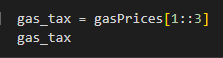 gas_tax = gasPrices[1::3]
gas_tax